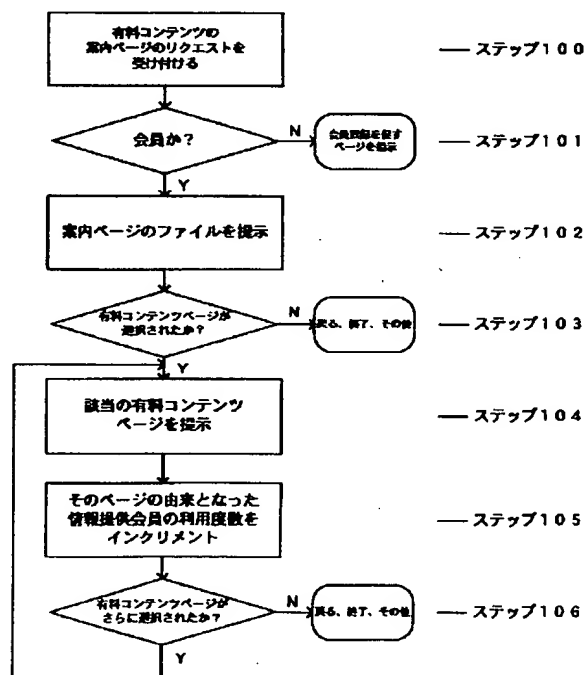 有料コンテンツの
案内ページのリクエストを
受け付ける
ステップ100
会員か？
N
会員登録を促す
ページを提示
ステップ101
Y
案内ページのファイルを提示
ステップ102
有料コンテンツページが
選択されたか？
N
戻る、終了、その他
ステップ103
Y
該当の有料コンテンツ
ページを提示
ステップ104
そのページの由来となった
情報提供会員の利用度数を
インクリメント
ステップ105
有料コンテンツページが
さらに選択されたか？
N
戻る、終了、その他
ステップ106
Y